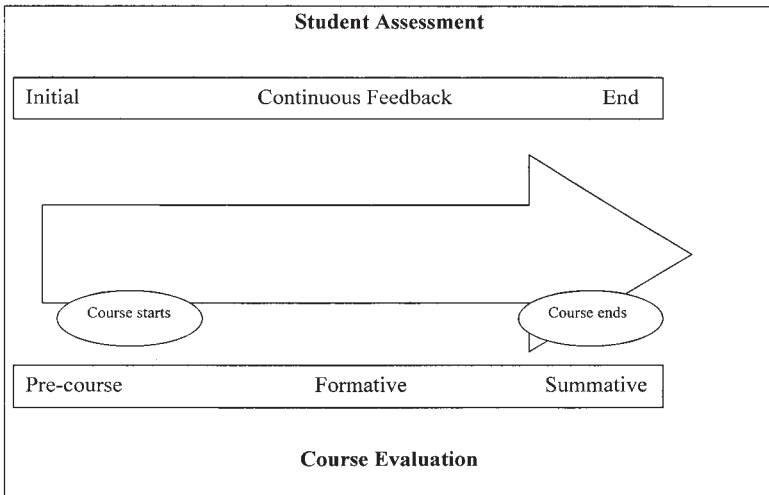 Student Assessment
Initial Continuous Feedback End
Course starts Course ends
Pre-course Formative Summative
Course Evaluation